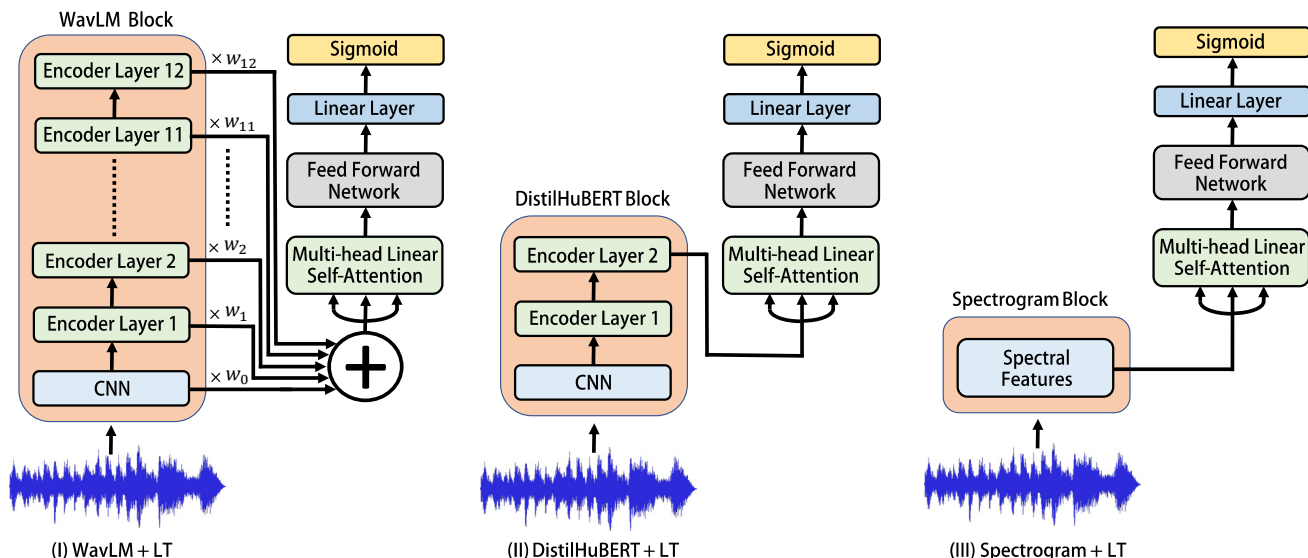 WavLM Block
Encoder Layer 12
Encoder Layer 11
Encoder Layer 2
Encoder Layer 1
CNN
× w₁₂
× w₁₁
× w₂
× w₁
× w₀
Sigmoid
Linear Layer
Feed Forward
Network
Multi-head Linear
Self-Attention
+
(I) WavLM + LT
DistilHuBERT Block
Encoder Layer 2
Encoder Layer 1
CNN
Sigmoid
Linear Layer
Feed Forward
Network
Multi-head Linear
Self-Attention
(II) DistilHuBERT + LT
Spectrogram Block
Spectral
Features
Sigmoid
Linear Layer
Feed Forward
Network
Multi-head Linear
Self-Attention
(III) Spectrogram + LT